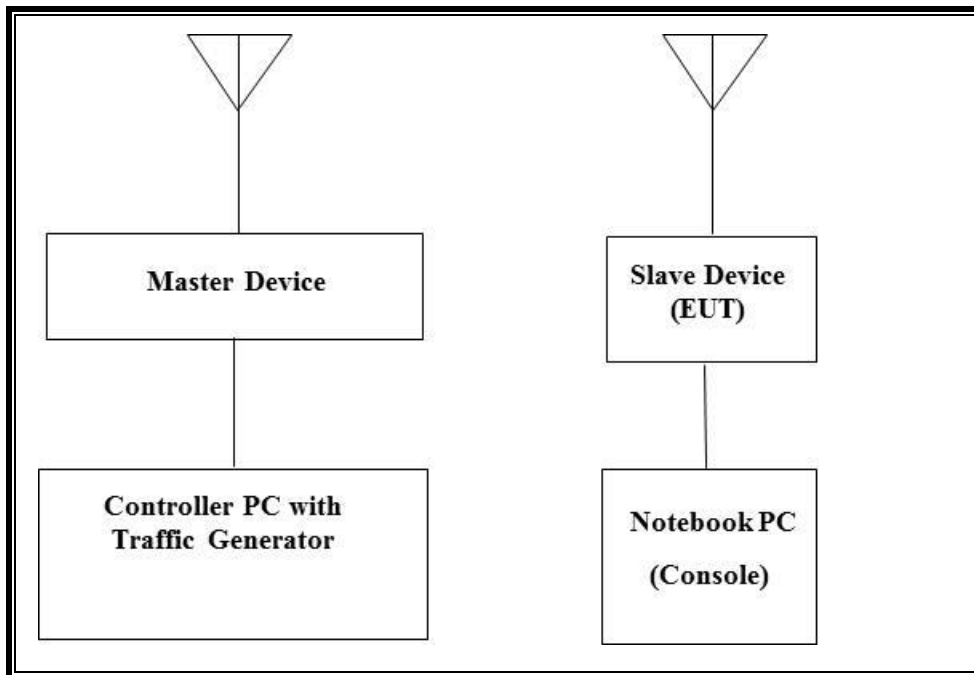 Master Device
Slave Device
(EUT)
Controller PC with
Traffic Generator
Notebook PC
(Console)